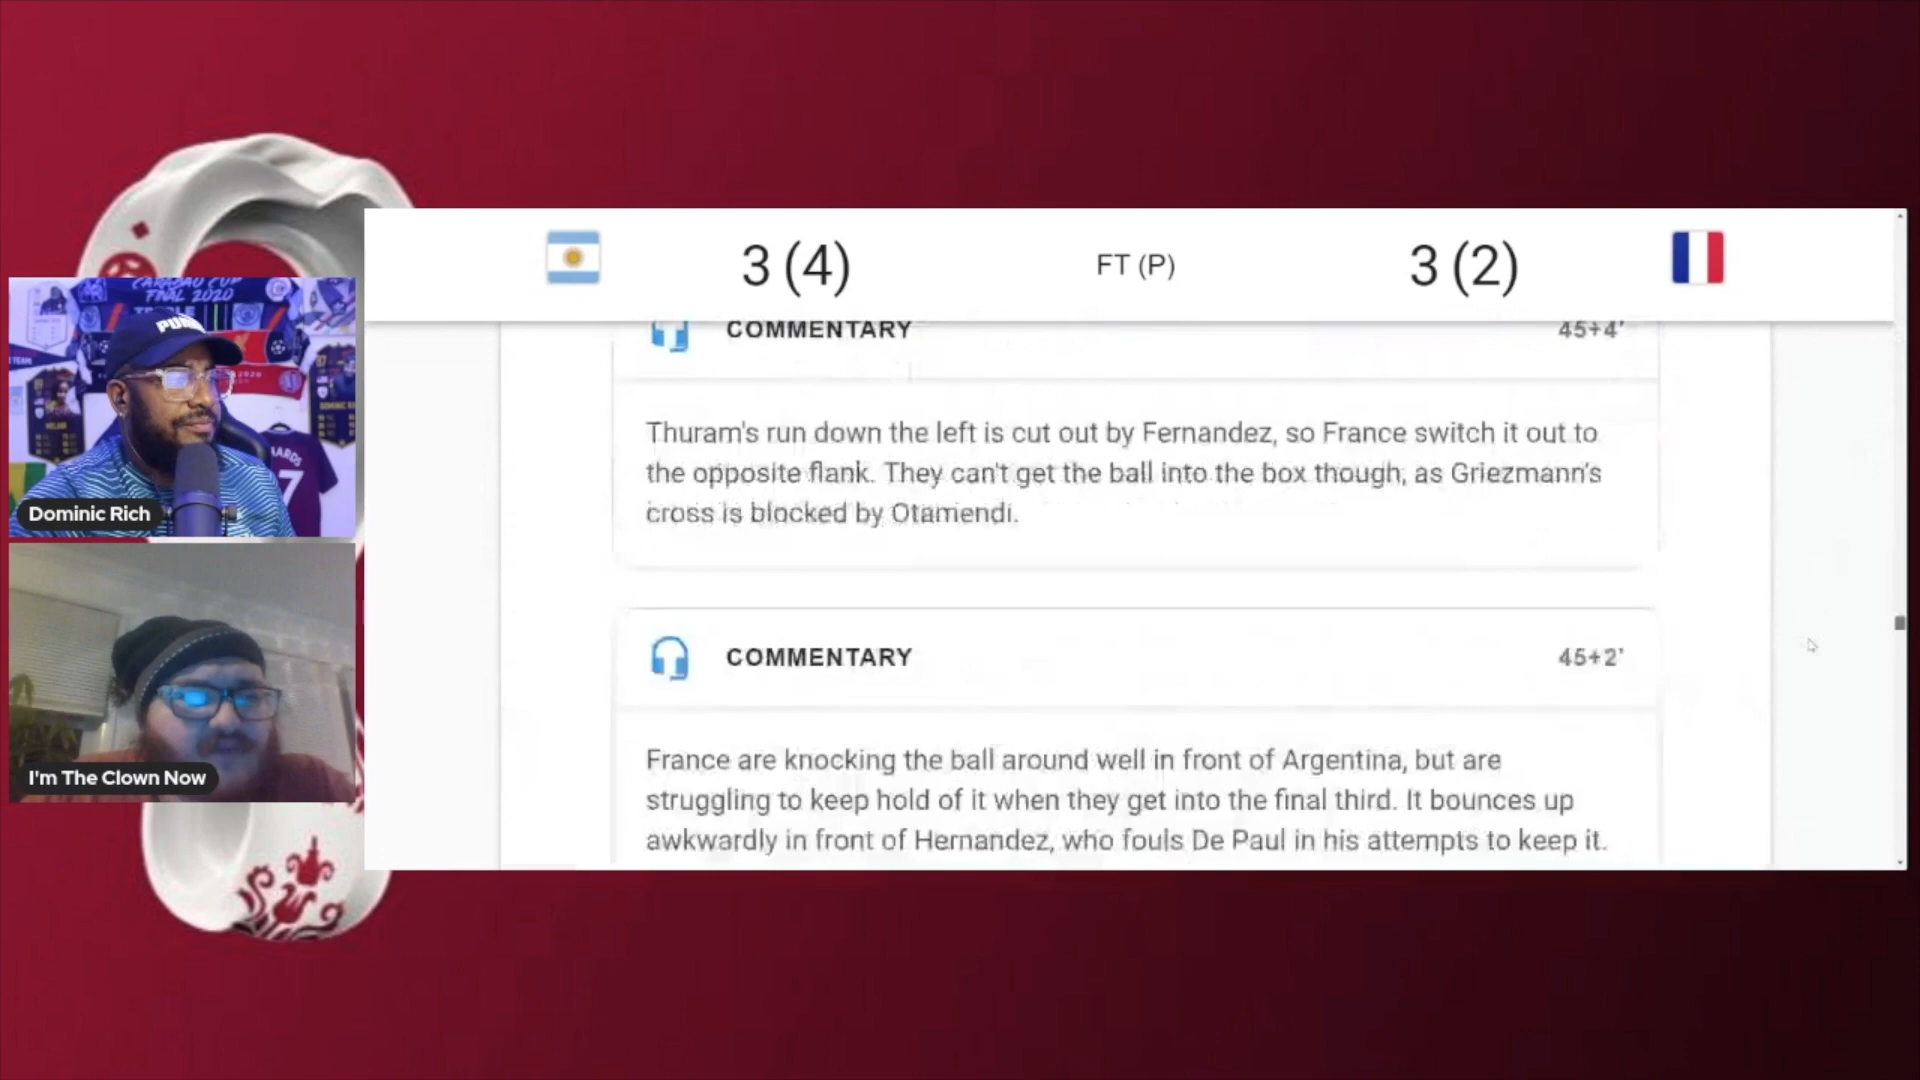 3 (4)
FT (P)
3 (2)
COMMENTARY
45+4'
Thuram's run down the left is cut out by Fernandez, so France switch it out to
the opposite flank. They can't get the ball into the box though, as Griezmann's
cross is blocked by Otamendi.
COMMENTARY
45+2'
France are knocking the ball around well in front of Argentina, but are
struggling to keep hold of it when they get into the final third. It bounces up
awkwardly in front of Hernandez, who fouls De Paul in his attempts to keep it.
CARABAO CUP
FINAL 2020
PUMA
7
Dominic Rich
I'm The Clown Now